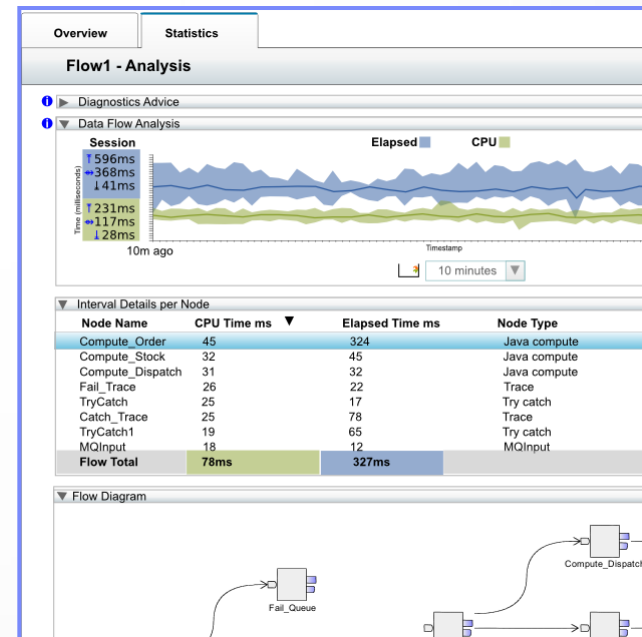 Overview Statistics
Flow1 - Analysis
Diagnostics Advice
Data Flow Analysis
Session Elapsed CPU
596ms
368ms
41ms
231ms
117ms
28ms
Time (milliseconds)
10m ago Timestamp
10 minutes
Interval Details per Node
Node Name CPU Time ms Elapsed Time ms Node Type
Compute_Order 45 324 Java compute
Compute_Stock 32 45 Java compute
Compute_Dispatch 31 32 Java compute
Fail_Trace 26 22 Trace
TryCatch 25 17 Try catch
Catch_Trace 25 78 Trace
TryCatch1 19 65 Try catch
MQInput 18 12 MQInput
Flow Total 78ms 327ms
Flow Diagram
Compute_Dispatch
Fail_Queue